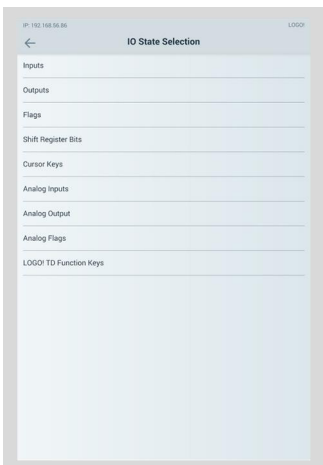 IP: 192.168.56.86 LOGO!
IO State Selection
Inputs
Outputs
Flags
Shift Register Bits
Cursor Keys
Analog Inputs
Analog Output
Analog Flags
LOGO! TD Function Keys